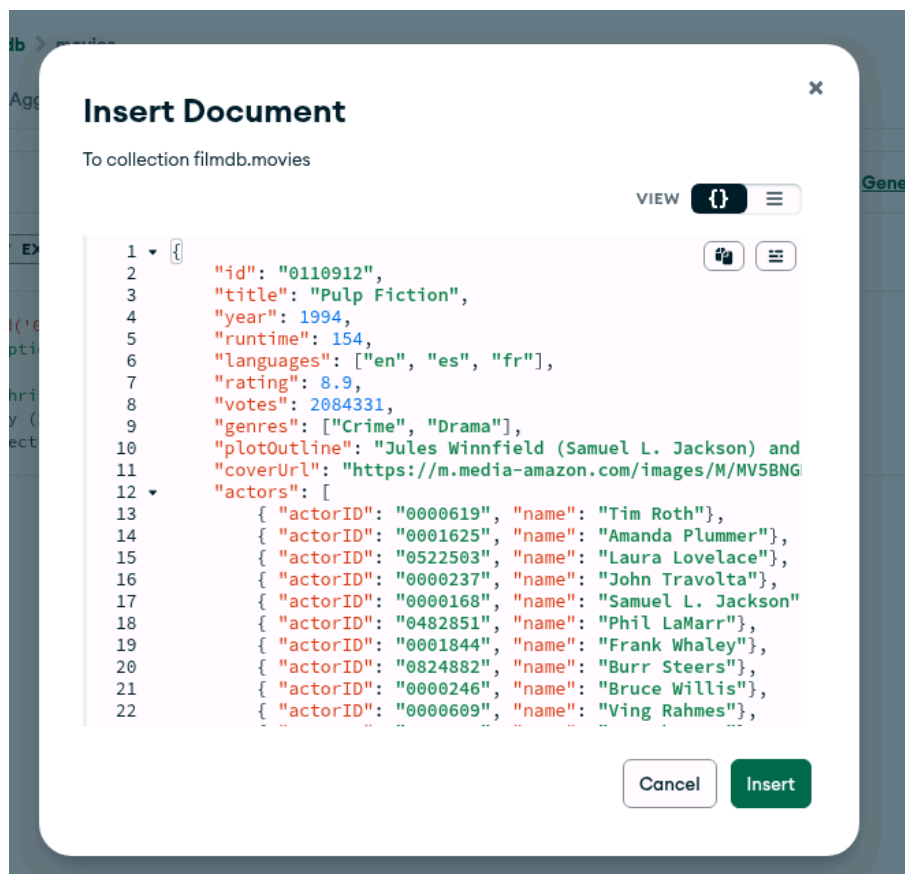 db > movies
Agg
Insert Document
To collection filmdb.movies
VIEW {}
Gene
EX
1 {
2 "id": "0110912",
3 "title": "Pulp Fiction",
4 "year": 1994,
5 "runtime": 154,
6 "languages": ["en", "es", "fr"],
7 "rating": 8.9,
8 "votes": 2084331,
9 "genres": ["Crime", "Drama"],
10 "plotOutline": "Jules Winnfield (Samuel L. Jackson) and
11 "coverUrl": "https://m.media-amazon.com/images/M/MV5BNG
12 "actors": [
13 { "actorID": "0000619", "name": "Tim Roth"},
14 { "actorID": "0001625", "name": "Amanda Plummer"},
15 { "actorID": "0522503", "name": "Laura Lovelace"},
16 { "actorID": "0000237", "name": "John Travolta"},
17 { "actorID": "0000168", "name": "Samuel L. Jackson"
18 { "actorID": "0482851", "name": "Phil LaMarr"},
19 { "actorID": "0001844", "name": "Frank Whaley"},
20 { "actorID": "0824882", "name": "Burr Steers"},
21 { "actorID": "0000246", "name": "Bruce Willis"},
22 { "actorID": "0000609", "name": "Ving Rahmes"},
Cancel
Insert